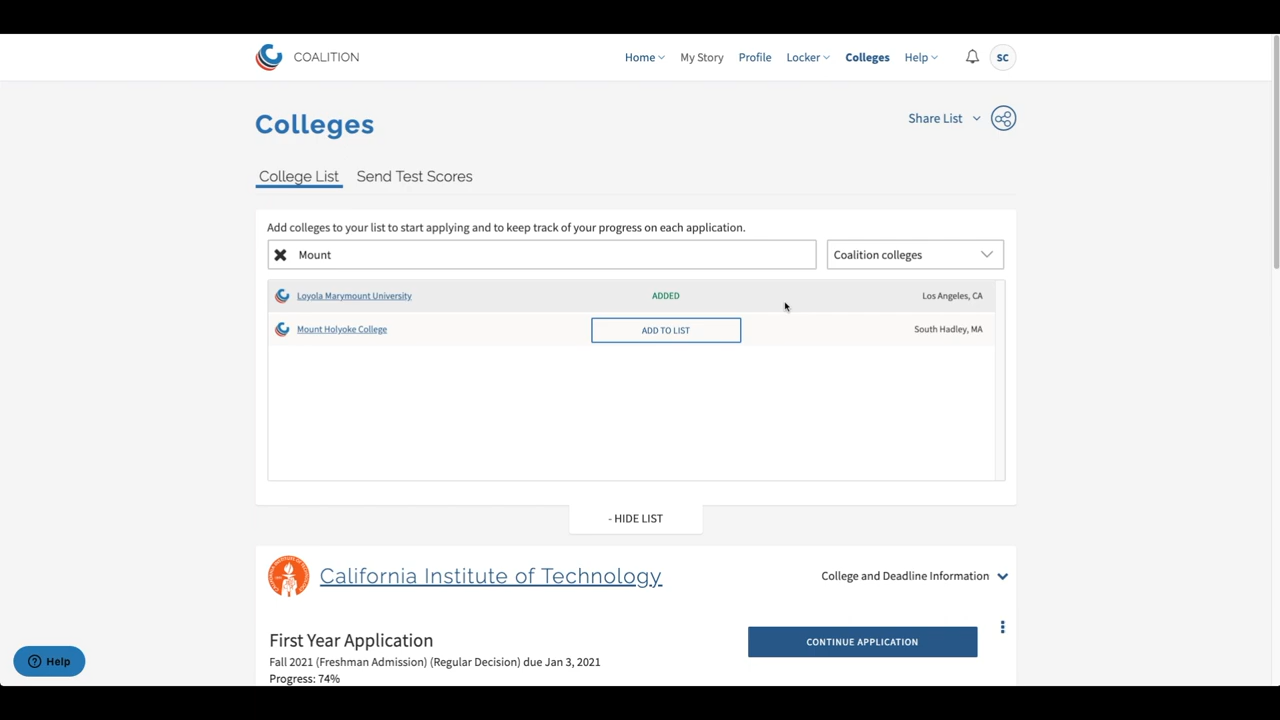 COALITION
Home My Story Profile Locker Colleges Help SC
Colleges
Share List
College List Send Test Scores
Add colleges to your list to start applying and to keep track of your progress on each application.
Mount Coalition colleges
Loyola Marymount University ADDED Los Angeles, CA
Mount Holyoke College ADD TO LIST South Hadley, MA
- HIDE LIST
California Institute of Technology College and Deadline Information
First Year Application
CONTINUE APPLICATION
Fall 2021 (Freshman Admission) (Regular Decision) due Jan 3, 2021
Progress: 74%
Help